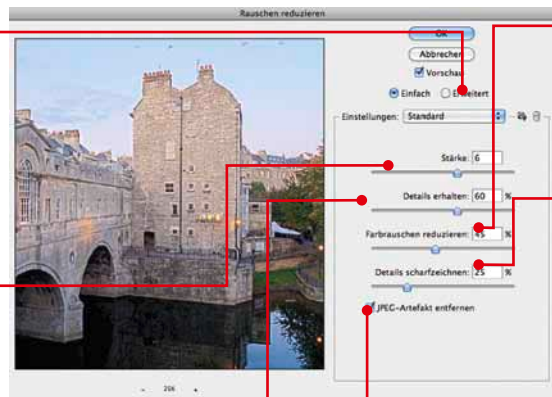 Rauschen reduzieren
OK
Abbrechen
Vorschau
Einfach Erweitert
Einstellungen: Standard
Stärke: 6
Details erhalten: 60 %
Farbrauschen reduzieren: 45 %
Details scharfzeichnen: 25 %
JPEG-Artefakt entfernen